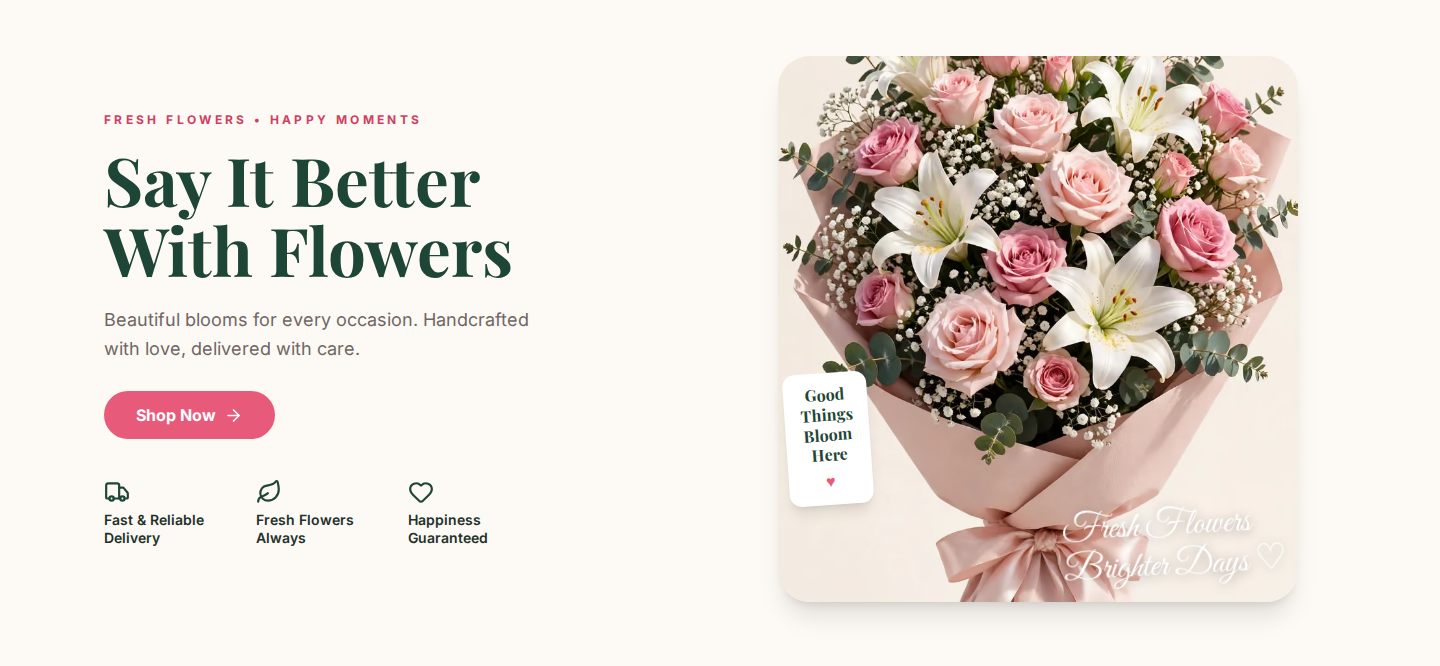 FRESH FLOWERS • HAPPY MOMENTS
Say It Better
With Flowers
Beautiful blooms for every occasion. Handcrafted
with love, delivered with care.
Shop Now →
Fast & Reliable
Delivery
Fresh Flowers
Always
Happiness
Guaranteed
Good
Things
Bloom
Here
♥
Fresh Flowers
Brighter Days ♡